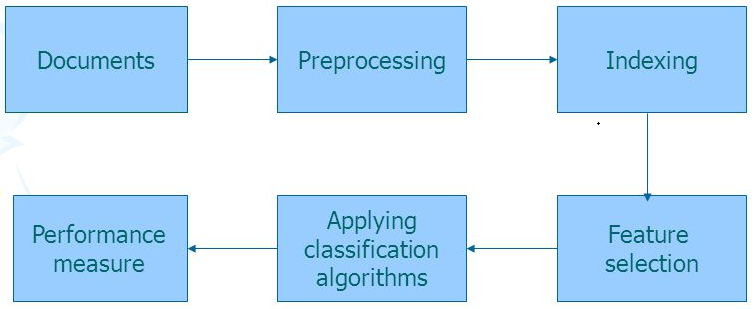 Documents
Preprocessing
Indexing
Performance
measure
Applying
classification
algorithms
Feature
selection